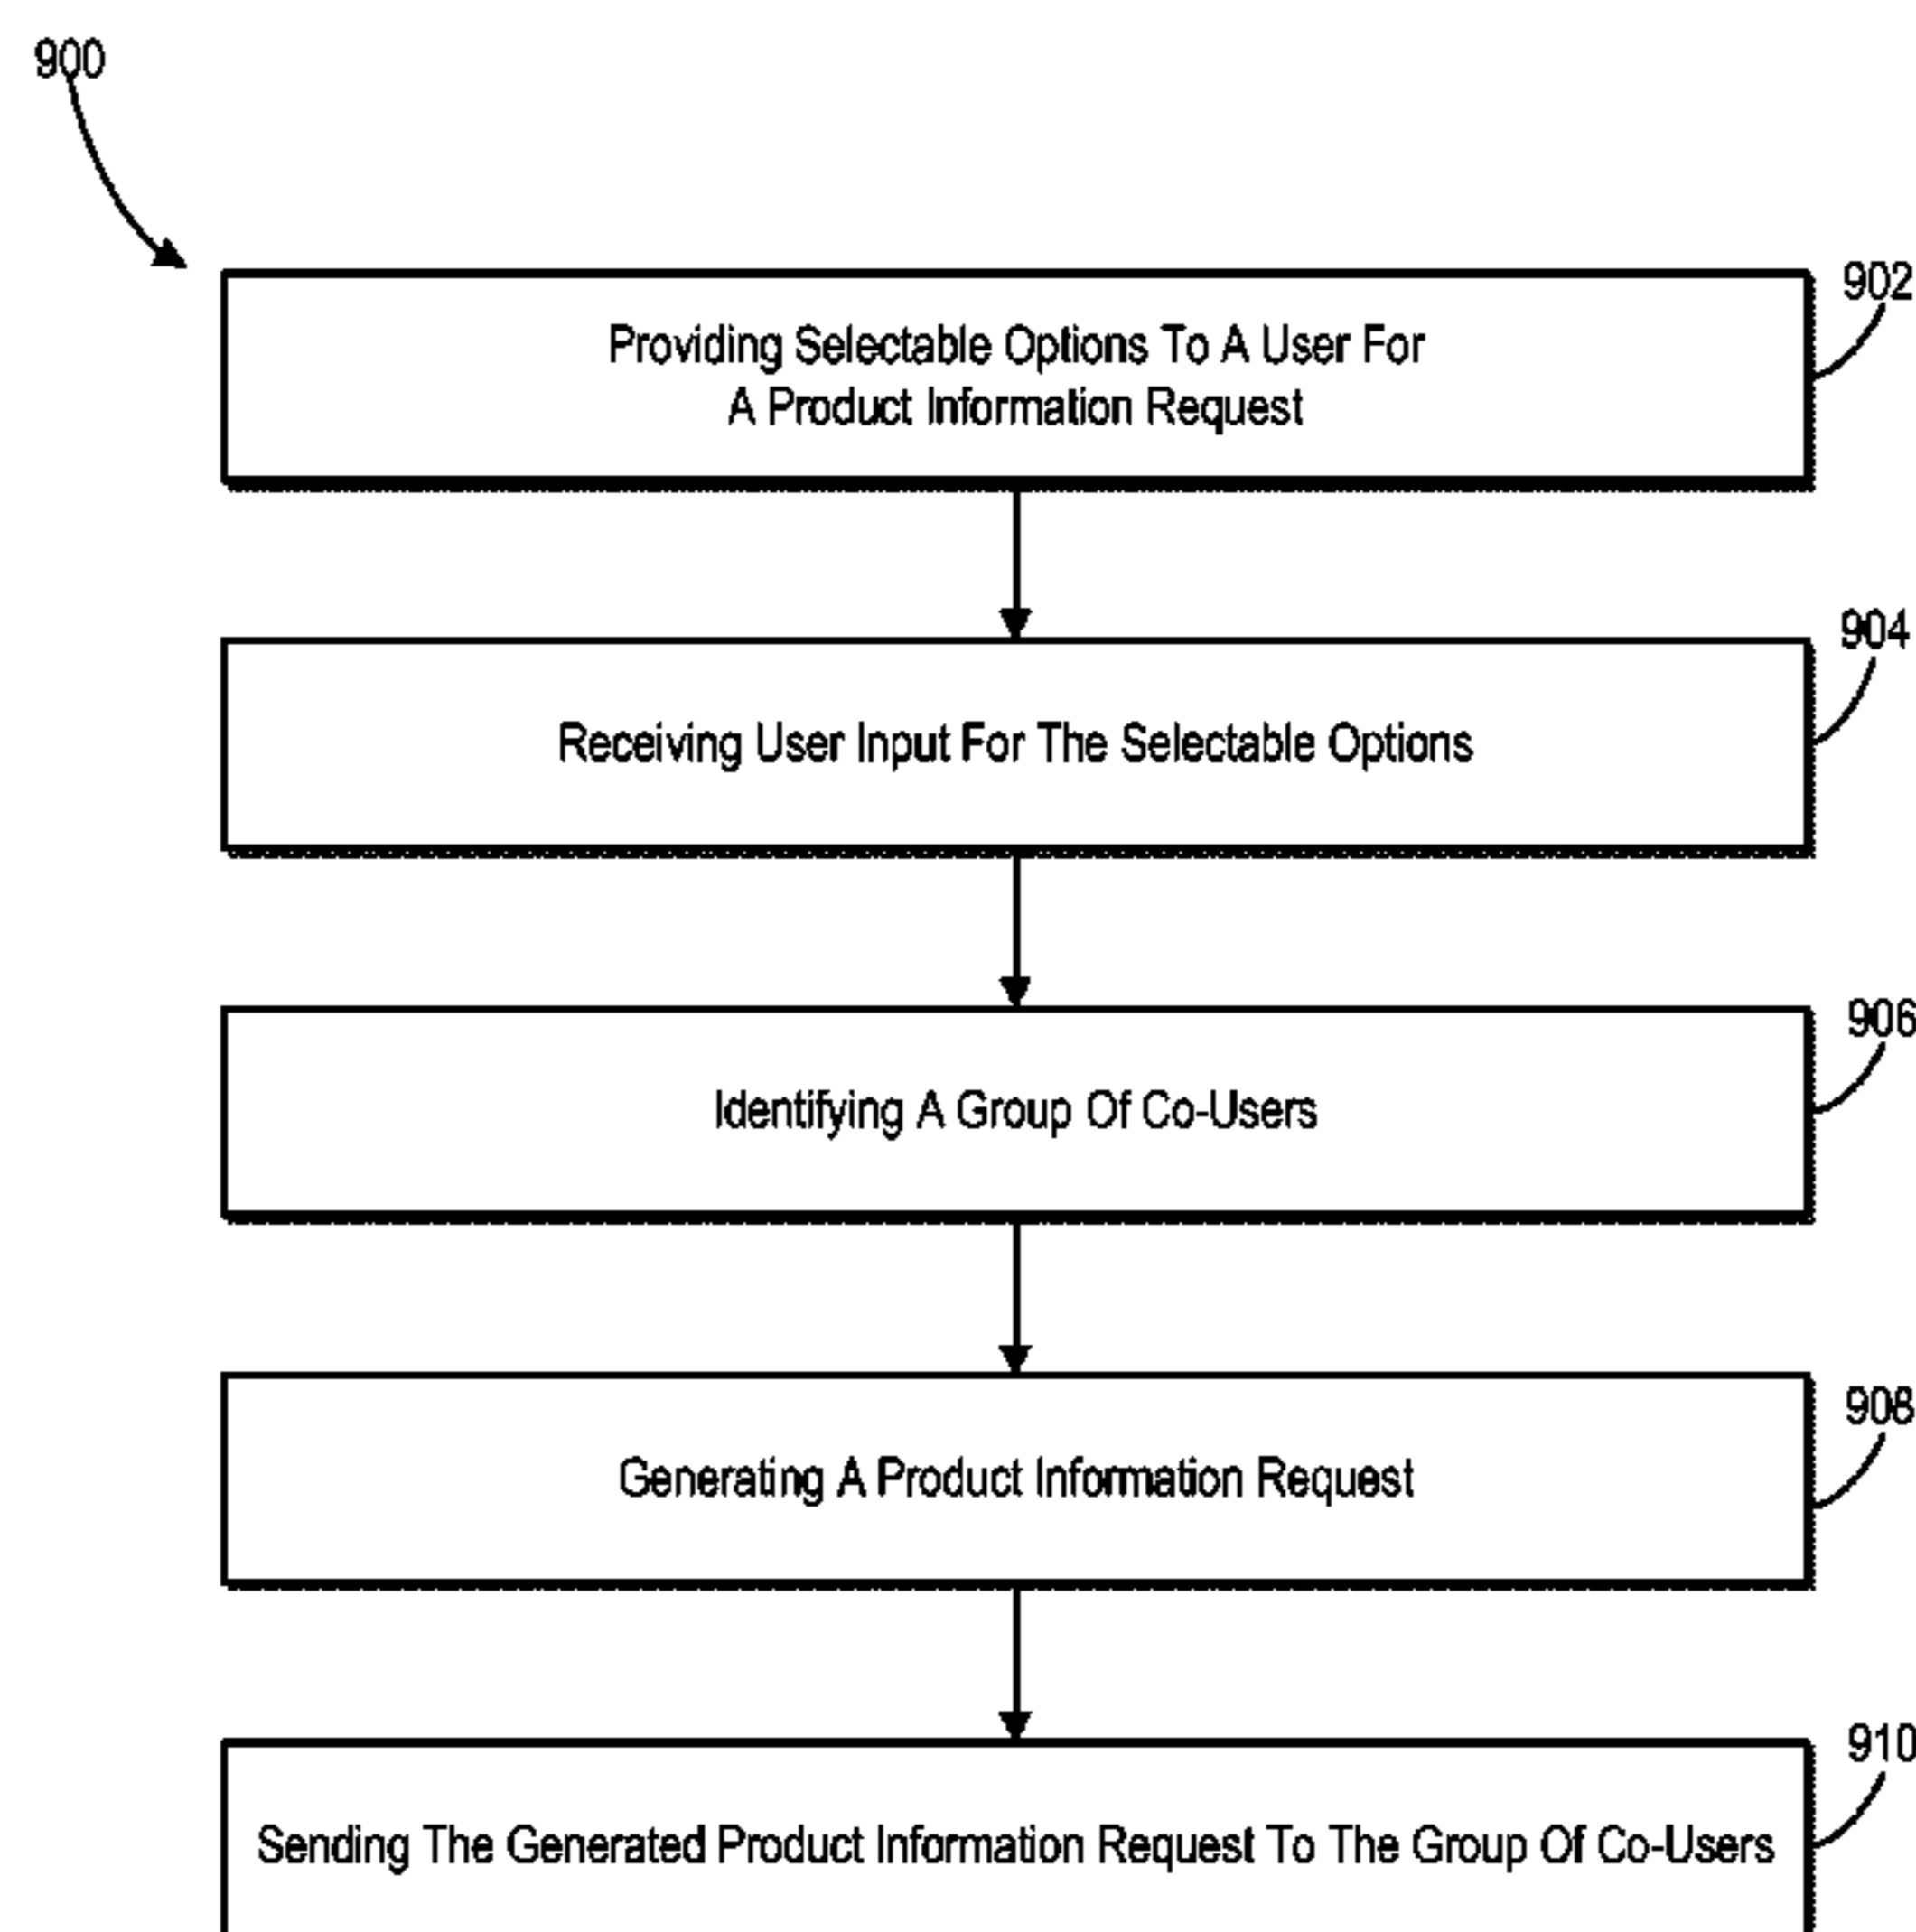 900
902
Providing Selectable Options To A User For
A Product Information Request
904
Receiving User Input For The Selectable Options
906
Identifying A Group Of Co-Users
908
Generating A Product Information Request
910
Sending The Generated Product Information Request To The Group Of Co-Users